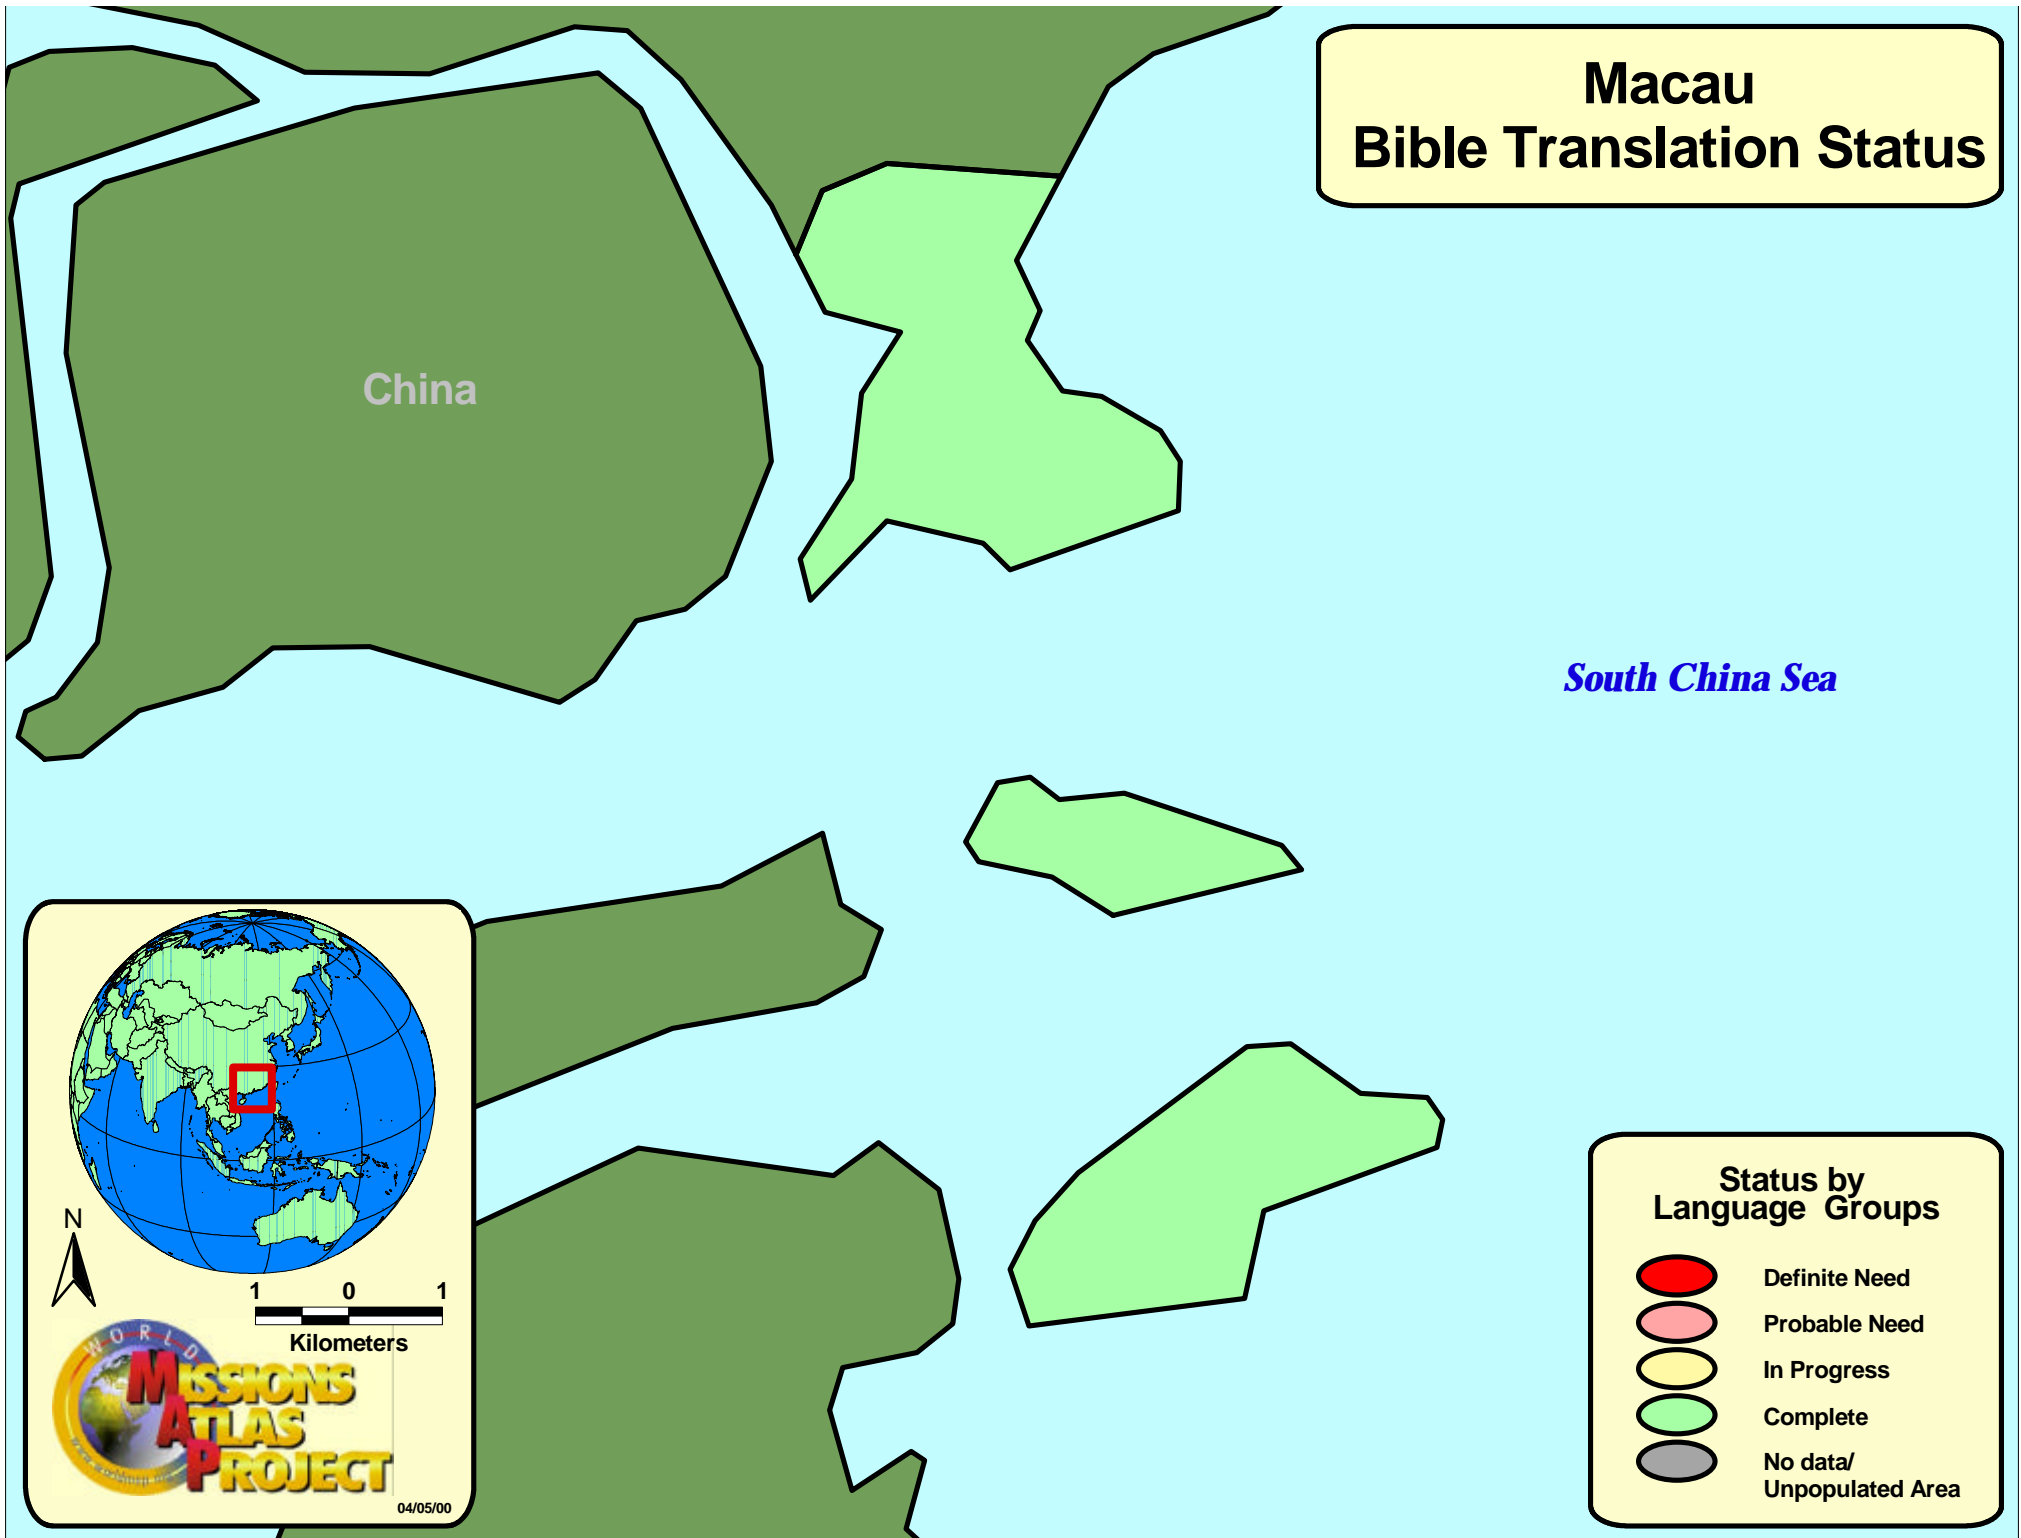 Macau
Bible Translation Status
China
South China Sea
N
1 0 1
Kilometers
WORLD
MISSIONS
ATLAS
PROJECT
04/05/00
Status by
Language Groups
Definite Need
Probable Need
In Progress
Complete
No data/
Unpopulated Area